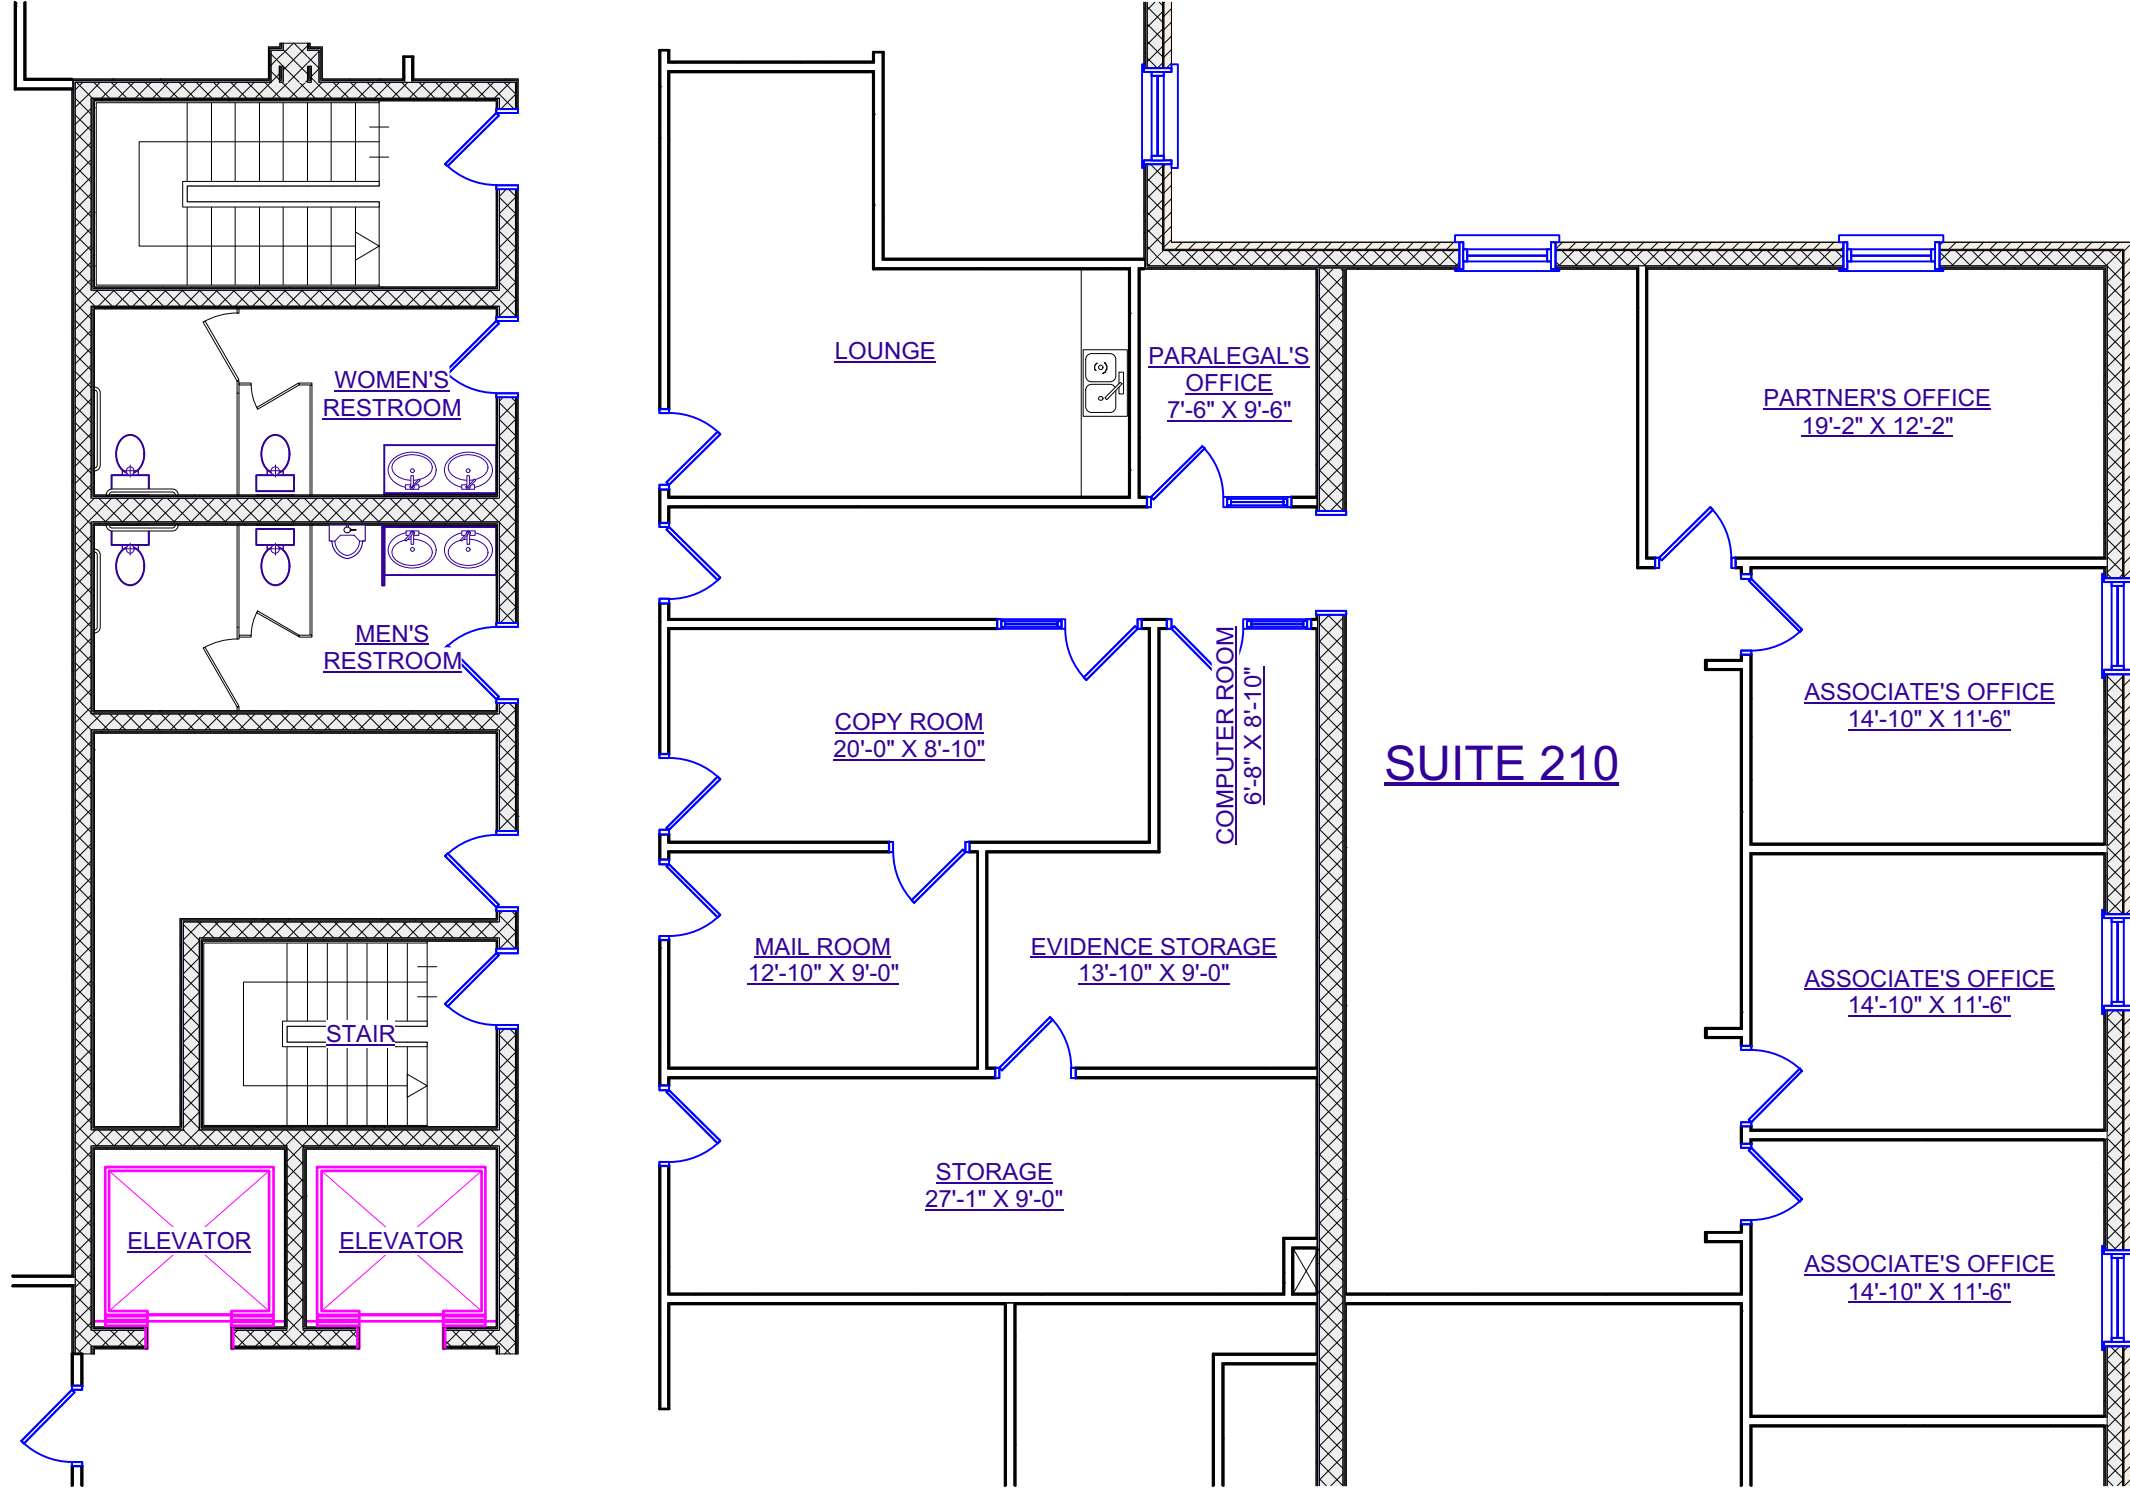 WOMEN'S
RESTROOM
MEN'S
RESTROOM
STAIR
ELEVATOR
ELEVATOR
LOUNGE
PARALEGAL'S
OFFICE
7'-6" X 9'-6"
COPY ROOM
20'-0" X 8'-10"
COMPUTER ROOM
6'-8" X 8'-10"
MAIL ROOM
12'-10" X 9'-0"
EVIDENCE STORAGE
13'-10" X 9'-0"
STORAGE
27'-1" X 9'-0"
SUITE 210
PARTNER'S OFFICE
19'-2" X 12'-2"
ASSOCIATE'S OFFICE
14'-10" X 11'-6"
ASSOCIATE'S OFFICE
14'-10" X 11'-6"
ASSOCIATE'S OFFICE
14'-10" X 11'-6"